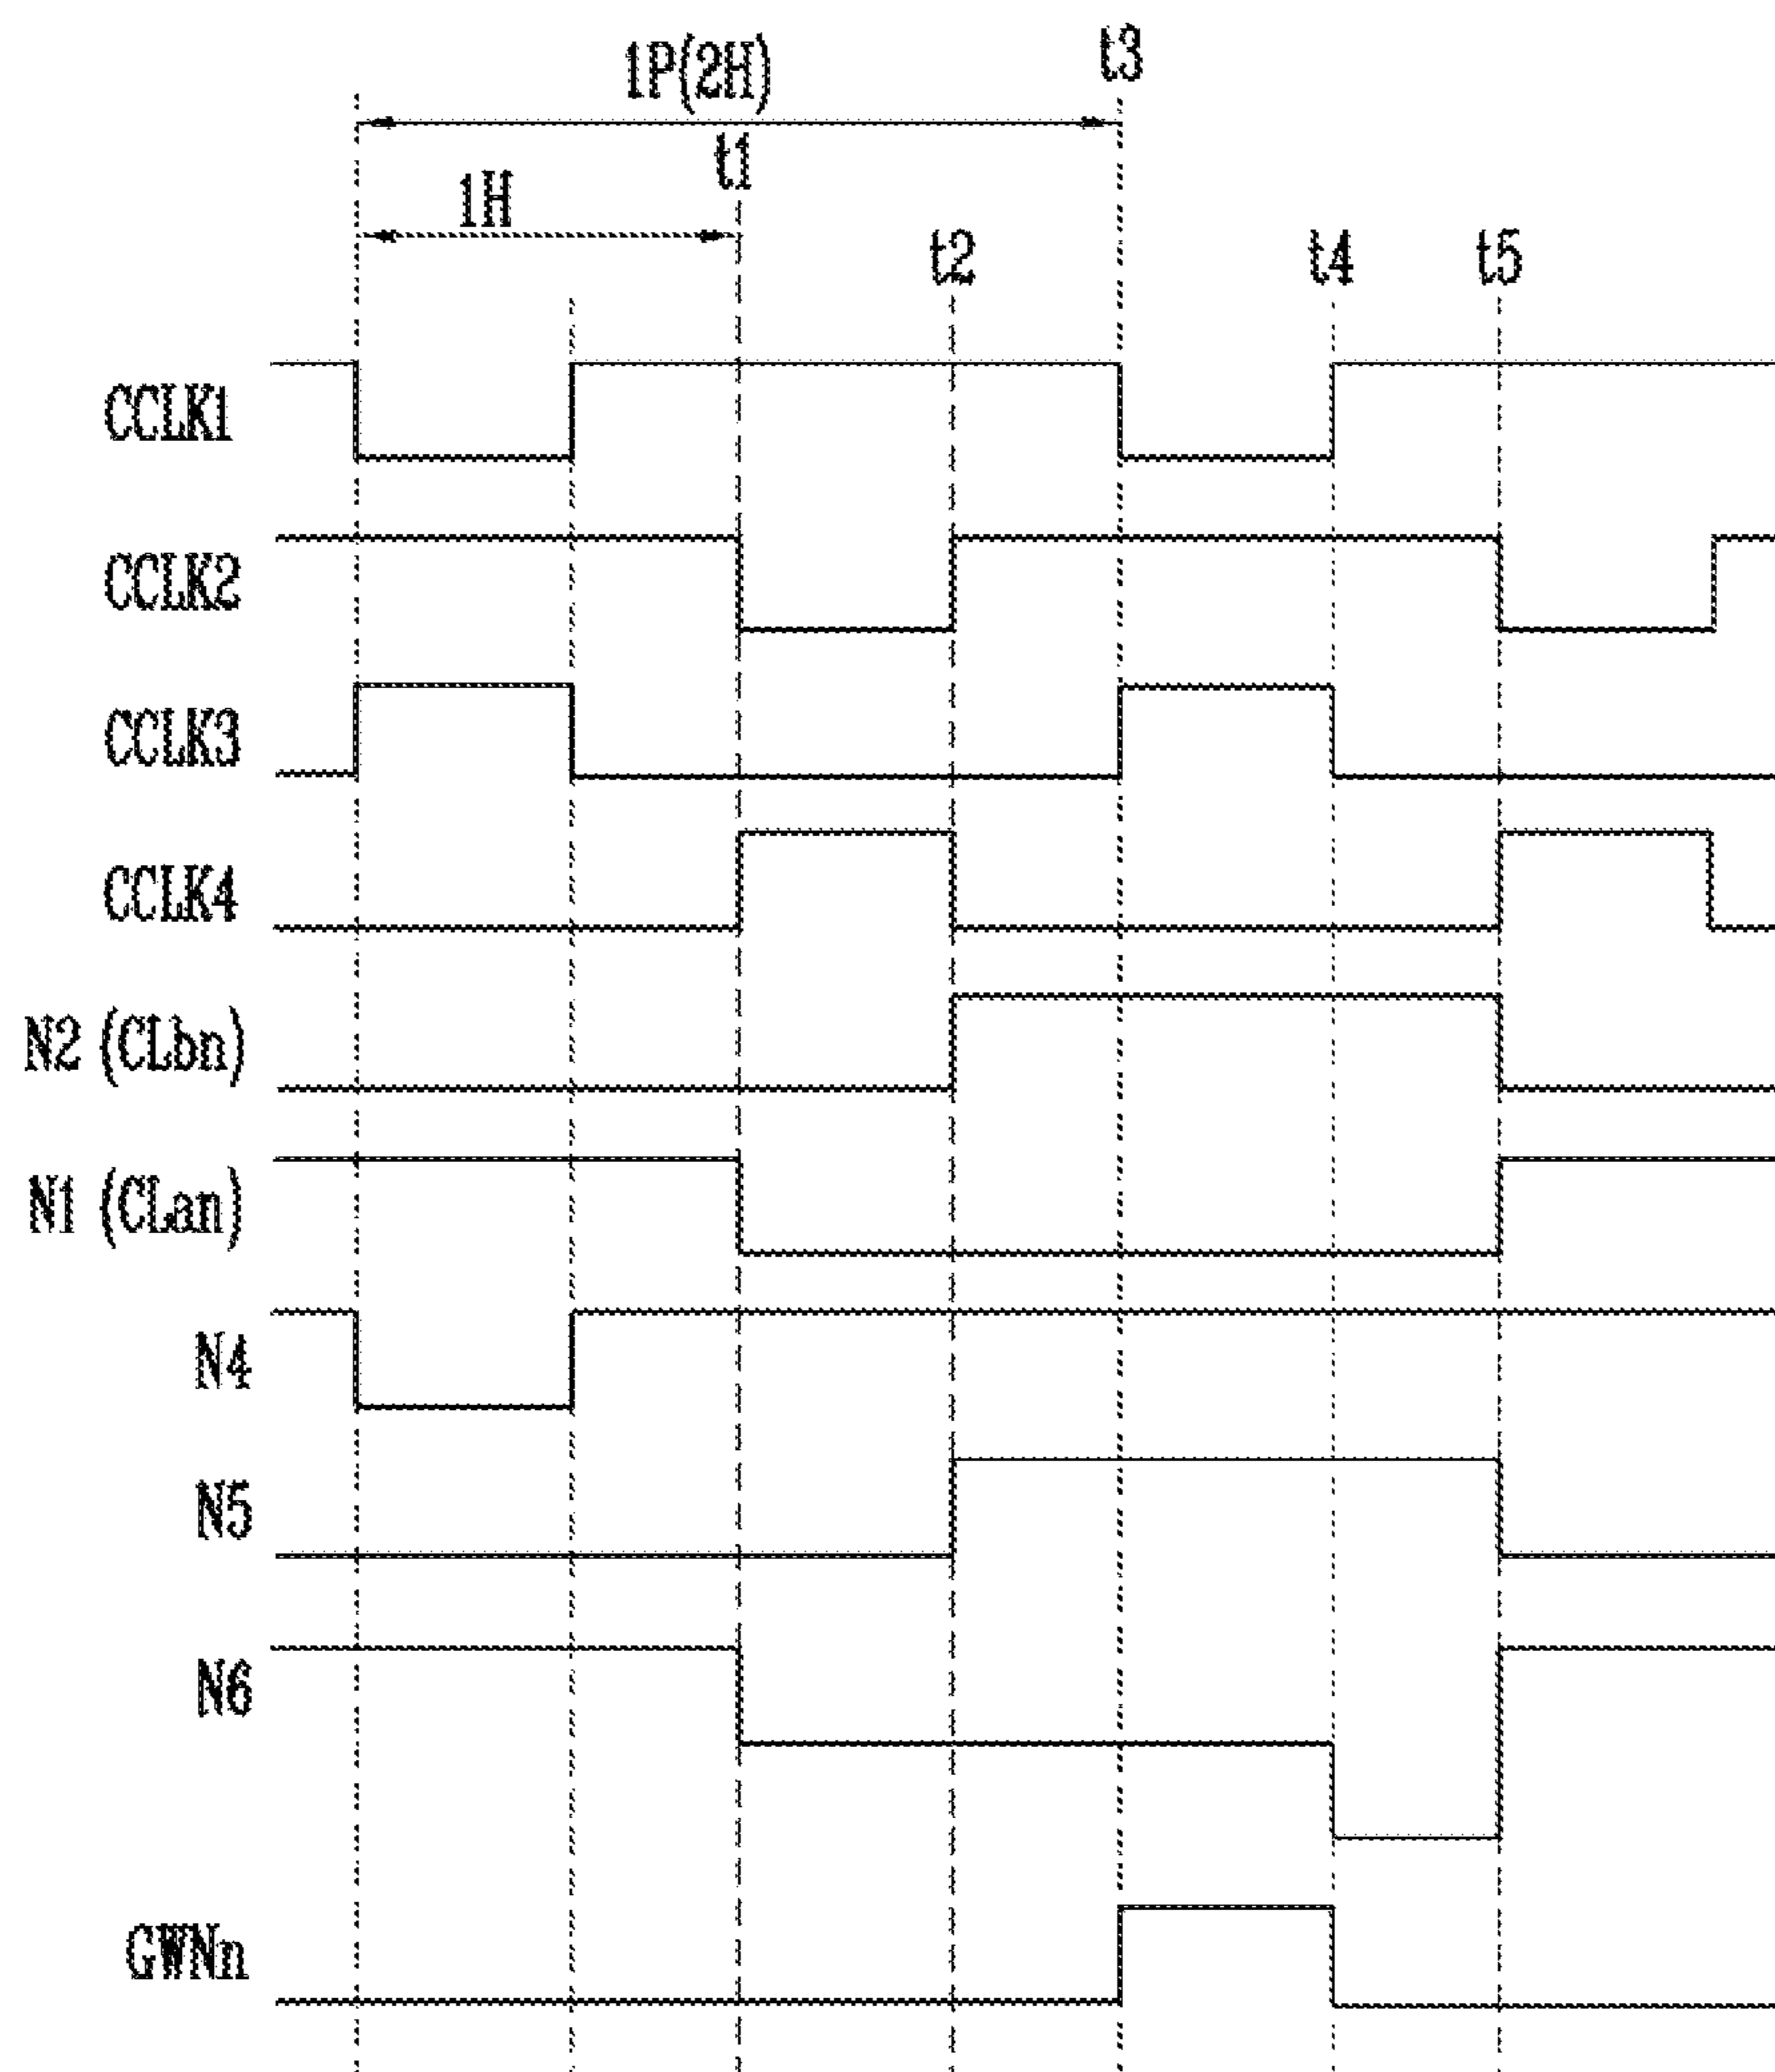 1P(2H)
t3
t1
1H
t2
t4
t5
CCLK1
CCLK2
CCLK3
CCLK4
N2 (CLbn)
N1 (CLan)
N4
N5
N6
GWNn